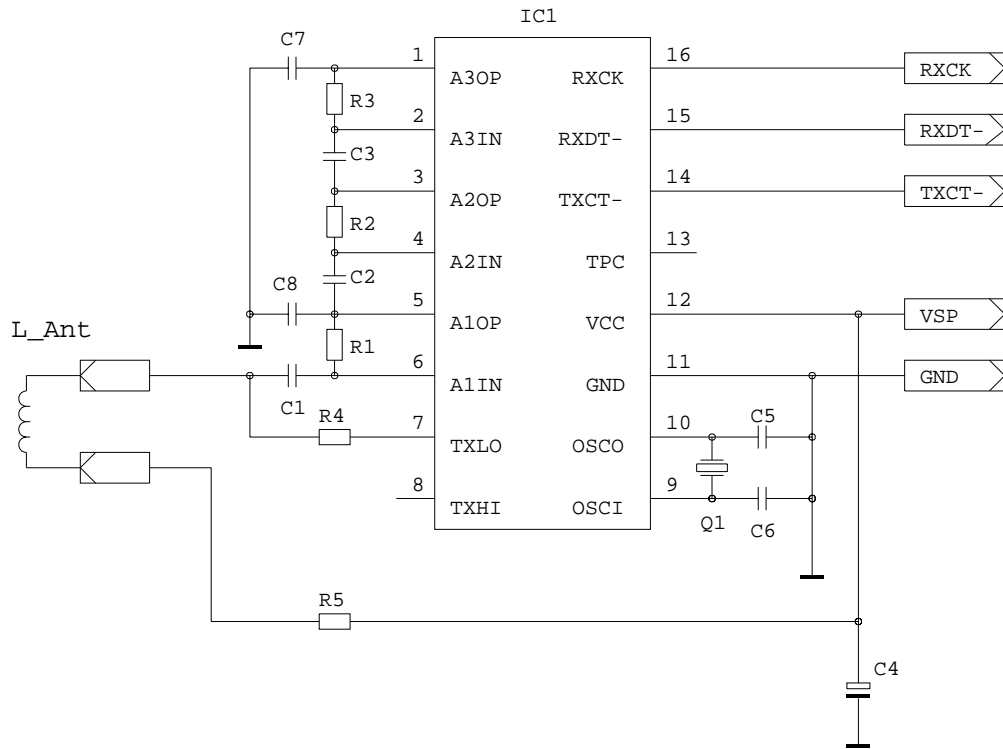 IC1
C7
1
16
A3OP
RXCK
RXCK
R3
2
15
A3IN
RXDT-
RXDT-
C3
3
14
A2OP
TXCT-
TXCT-
R2
4
13
A2IN
TPC
C2
C8
5
12
A1OP
VCC
VSP
L_Ant
R1
6
11
A1IN
GND
GND
C1
R4
7
10
C5
TXLO
OSCO
8
9
TXHI
OSCI
Q1
C6
R5
C4